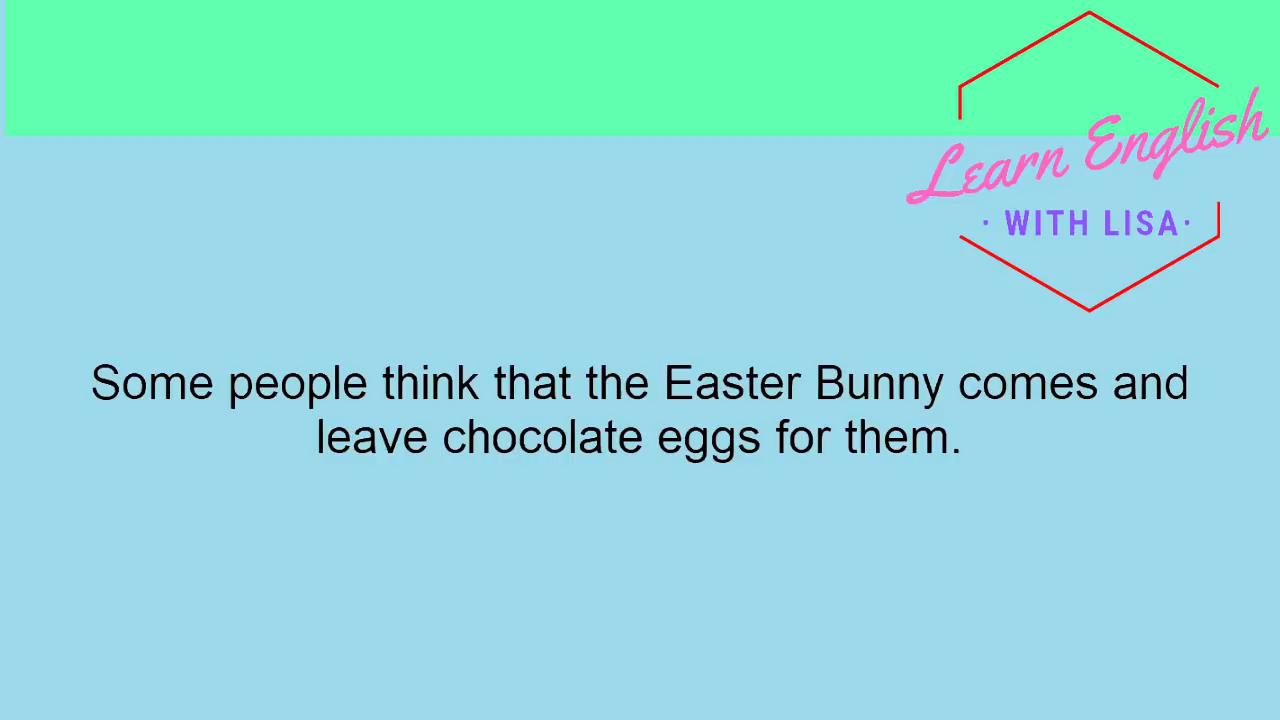 Learn English
· WITH LISA ·
Some people think that the Easter Bunny comes and
leave chocolate eggs for them.